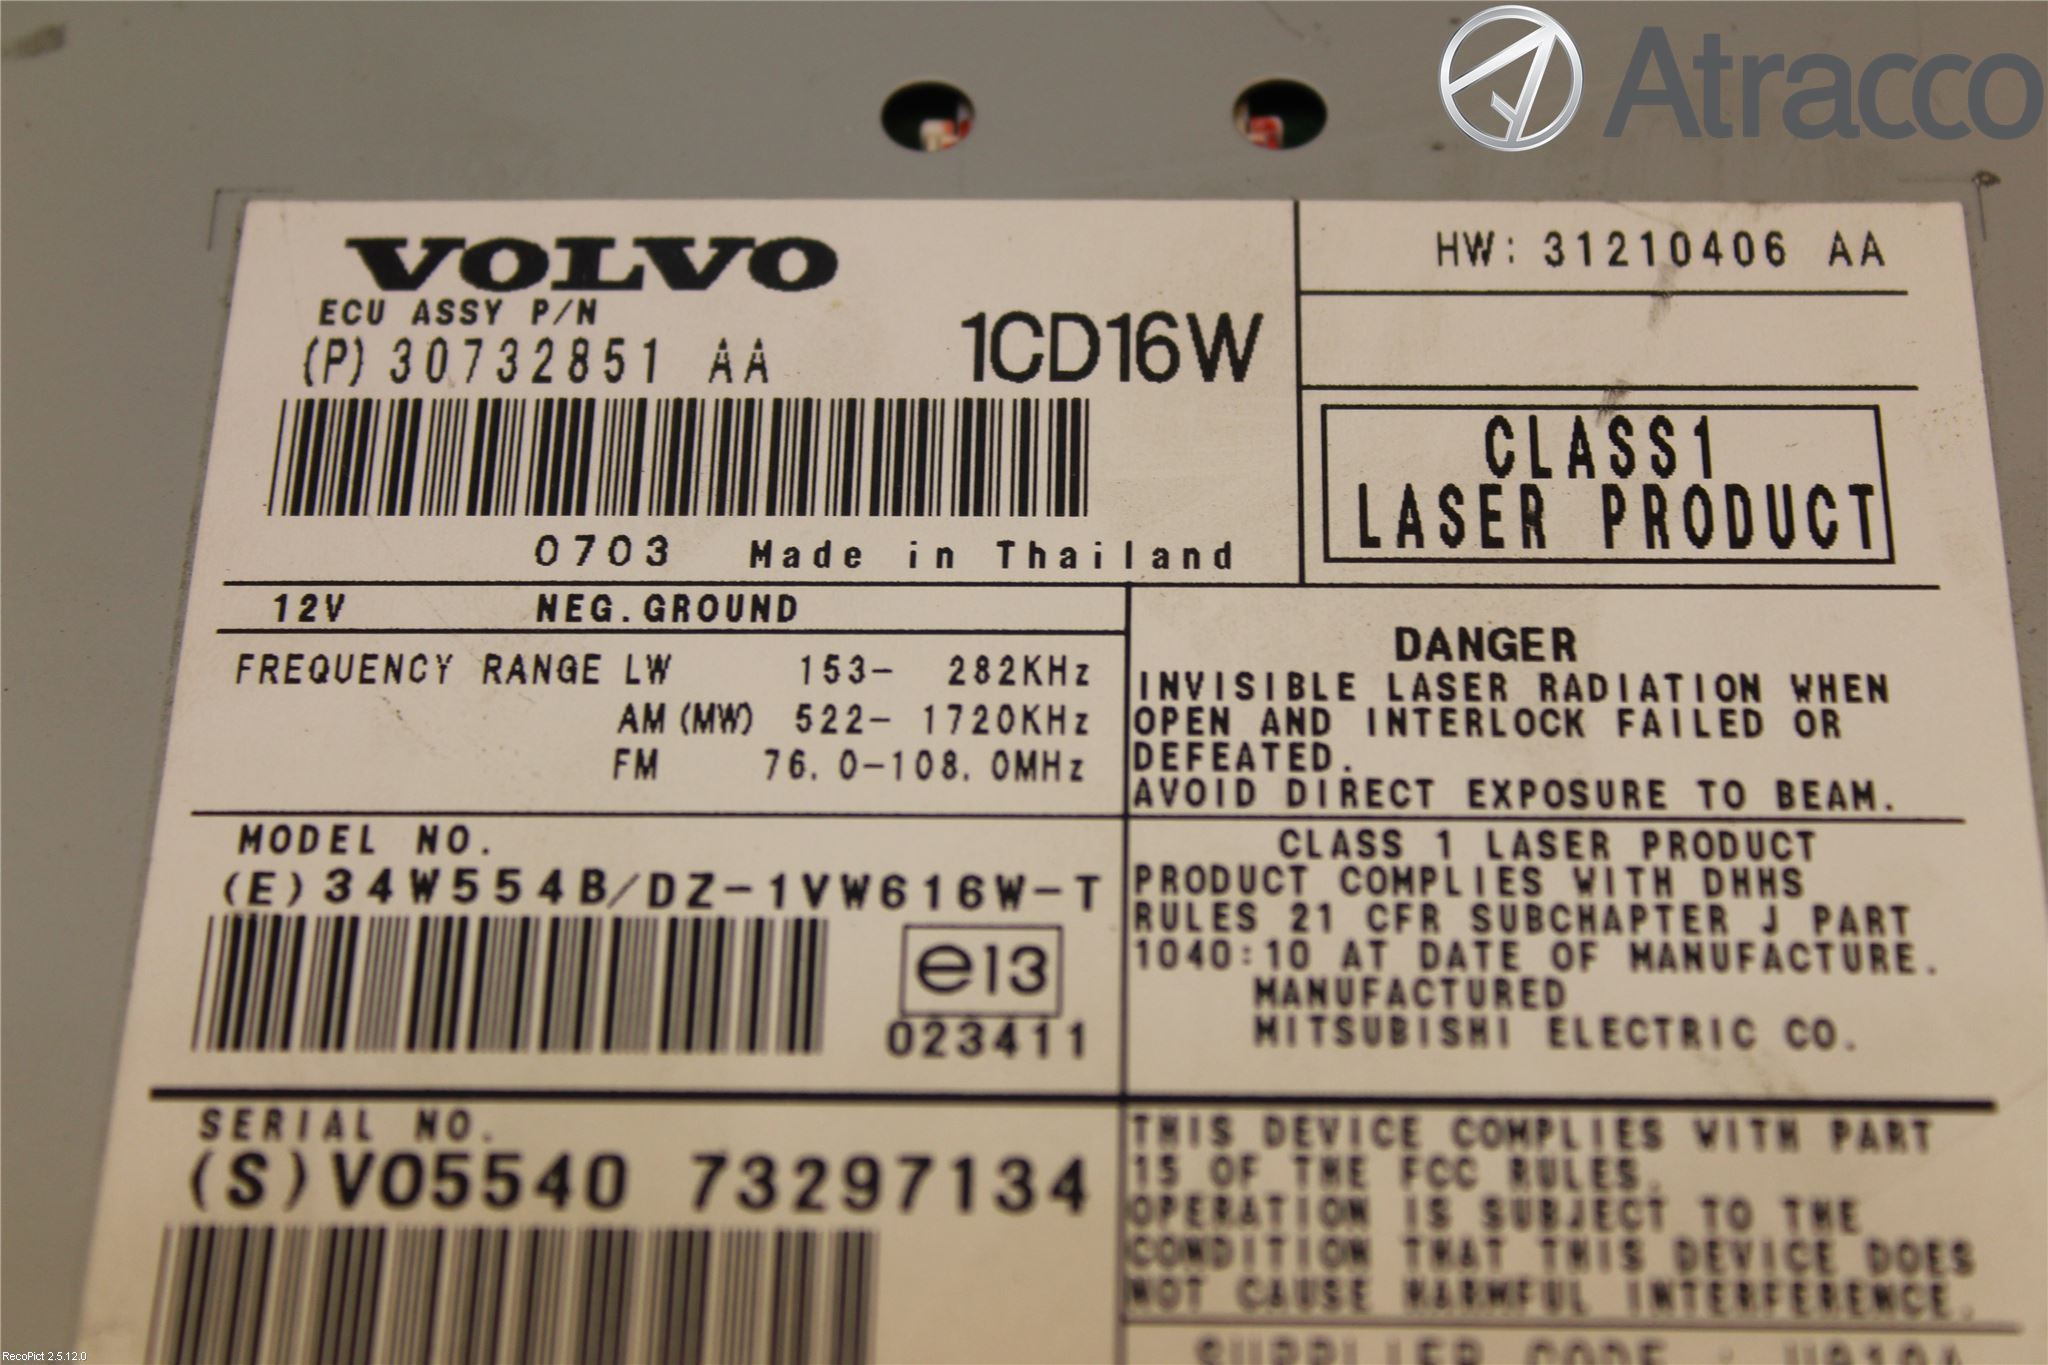 Atracco
VOLVO
ECU ASSY P/N
(P) 30732851 AA
1CD16W
0703 Made in Thailand
HW: 31210406 AA
CLASS1
LASER PRODUCT
12V NEG.GROUND
FREQUENCY RANGE LW 153- 282KHz
AM(MW) 522- 1720KHz
FM 76.0-108.0MHz
DANGER
INVISIBLE LASER RADIATION WHEN
OPEN AND INTERLOCK FAILED OR
DEFEATED.
AVOID DIRECT EXPOSURE TO BEAM.
MODEL NO.
(E)34W554B/DZ-1VW616W-T
e13
023411
CLASS 1 LASER PRODUCT
PRODUCT COMPLIES WITH DHHS
RULES 21 CFR SUBCHAPTER J PART
1040:10 AT DATE OF MANUFACTURE.
MANUFACTURED
MITSUBISHI ELECTRIC CO.
SERIAL NO.
(S)VO5540 73297134
THIS DEVICE COMPLIES WITH PART
15 OF THE FCC RULES.
OPERATION IS SUBJECT TO THE
CONDITION THAT THIS DEVICE DOES
NOT CAUSE HARMFUL INTERFERENCE.
SUPPLIER CODE :
RecoPict 2.5.12.0